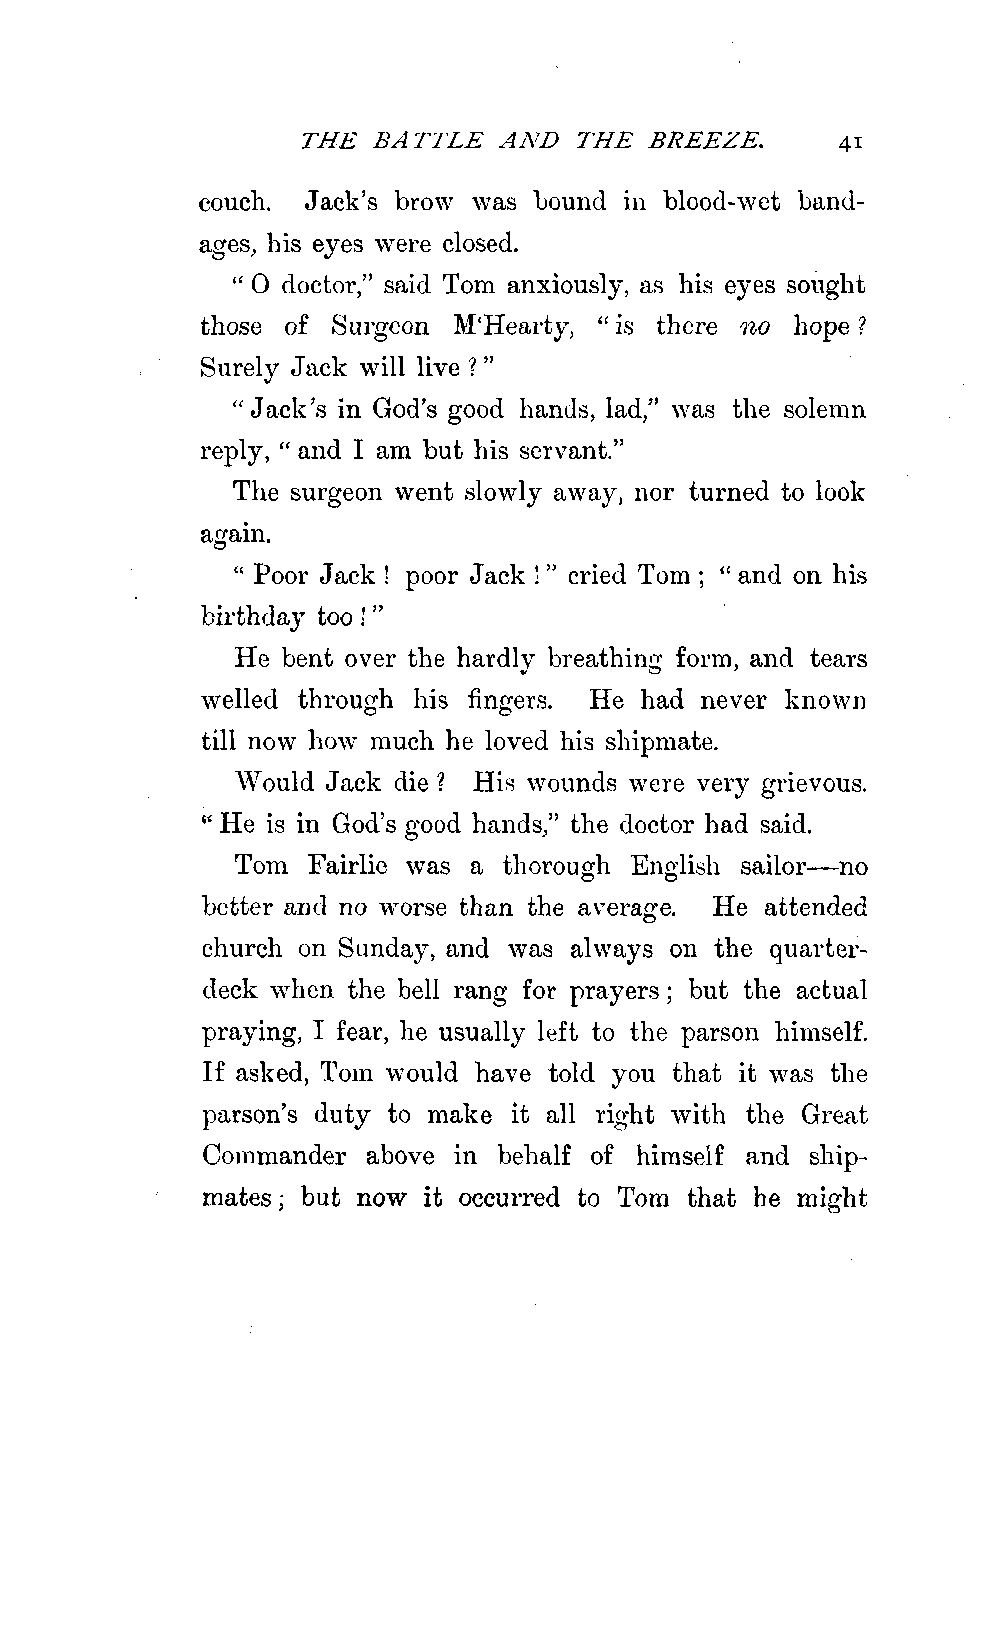 THE BATTLE AND THE BREEZE. 41
couch. Jack's brow was bound in blood-wet band-
ages, his eyes were closed.
“ O doctor,” said Tom anxiously, as his eyes sought
those of Surgeon M‘Hearty, “ is there no hope ?
Surely Jack will live ? ”
“ Jack's in God's good hands, lad,” was the solemn
reply, “ and I am but his servant.”
The surgeon went slowly away, nor turned to look
again.
“ Poor Jack ! poor Jack ! ” cried Tom ; “ and on his
birthday too ! ”
He bent over the hardly breathing form, and tears
welled through his fingers. He had never known
till now how much he loved his shipmate.
Would Jack die ? His wounds were very grievous.
“ He is in God's good hands,” the doctor had said.
Tom Fairlie was a thorough English sailor—no
better and no worse than the average. He attended
church on Sunday, and was always on the quarter-
deck when the bell rang for prayers ; but the actual
praying, I fear, he usually left to the parson himself.
If asked, Tom would have told you that it was the
parson's duty to make it all right with the Great
Commander above in behalf of himself and ship-
mates ; but now it occurred to Tom that he might